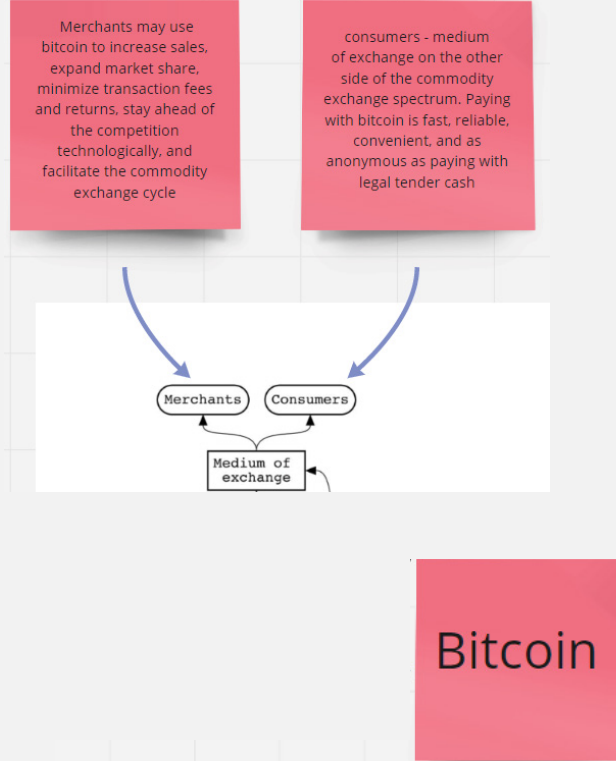 Merchants may use
bitcoin to increase sales,
expand market share,
minimize transaction fees
and returns, stay ahead of
the competition
technologically, and
facilitate the commodity
exchange cycle
consumers - medium
of exchange on the other
side of the commodity
exchange spectrum. Paying
with bitcoin is fast, reliable,
convenient, and as
anonymous as paying with
legal tender cash
Merchants
Consumers
Medium of
exchange
Bitcoin